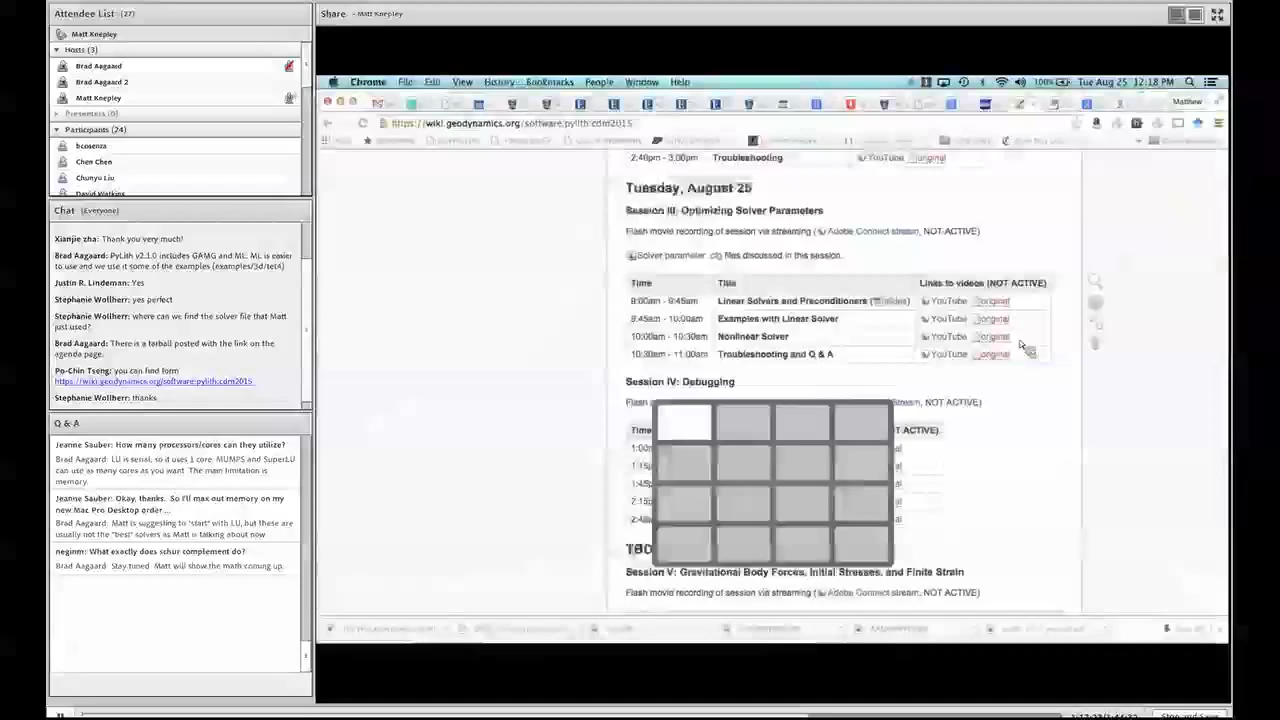 Attendee List (27)
Matt Knepley
Hosts (3)
Brad Aagaard
Brad Aagaard 2
Matt Knepley
Presenters (0)
Participants (24)
bcosenza
Chen Chen
Chunyu Liu
David Watkins
Chat (Everyone)
Xianjie zha: Thank you very much!
Brad Aagaard: PyLith v2.1.0 includes GAMG and ML. ML is easier
to use and we use it some of the examples (examples/3d/tet4)
Justin R. Lindeman: Yes
Stephanie Wollherr: yes perfect
Stephanie Wollherr: where can we find the solver file that Matt
just used?
Brad Aagaard: There is a tarball posted with the link on the
agenda page.
Po-Chin Tseng: you can find form
https://wiki.geodynamics.org/software:pylith:cdm2015
Stephanie Wollherr: thanks
Q & A
Jeanne Sauber: How many processors/cores can they utilize?
Brad Aagaard: LU is serial, so it uses 1 core. MUMPS and SuperLU
can use as many cores as you want. The main limitation is
memory.
Jeanne Sauber: Okay, thanks. So I'll max out memory on my
new Mac Pro Desktop order ...
Brad Aagaard: Matt is suggesting to "start" with LU, but these are
usually not the "best" solvers as Matt is talking about now
neginm: What exactly does schur complement do?
Brad Aagaard: Stay tuned. Matt will show the math coming up.
Share - Matt Knepley
Chrome File Edit View History Bookmarks People Window Help
100% Tue Aug 25 12:18 PM
Matthew
https://wiki.geodynamics.org/software:pylith:cdm2015
2:40pm - 3:00pm Troubleshooting YouTube original
Tuesday, August 25
Session III: Optimizing Solver Parameters
Flash movie recording of session via streaming ( Adobe Connect stream, NOT ACTIVE)
Solver parameter .cfg files discussed in this session.
Time Title Links to videos (NOT ACTIVE)
9:00am - 9:45am Linear Solvers and Preconditioners (slides) YouTube original
9:45am - 10:00am Examples with Linear Solver YouTube original
10:00am - 10:30am Nonlinear Solver YouTube original
10:30am - 11:00am Troubleshooting and Q & A YouTube original
Session IV: Debugging
Flash stream, NOT ACTIVE)
Time T ACTIVE)
1:00
1:15
1:45
2:15
2:4
Session V: Gravitational Body Forces, Initial Stresses, and Finite Strain
Flash movie recording of session via streaming ( Adobe Connect stream, NOT ACTIVE)